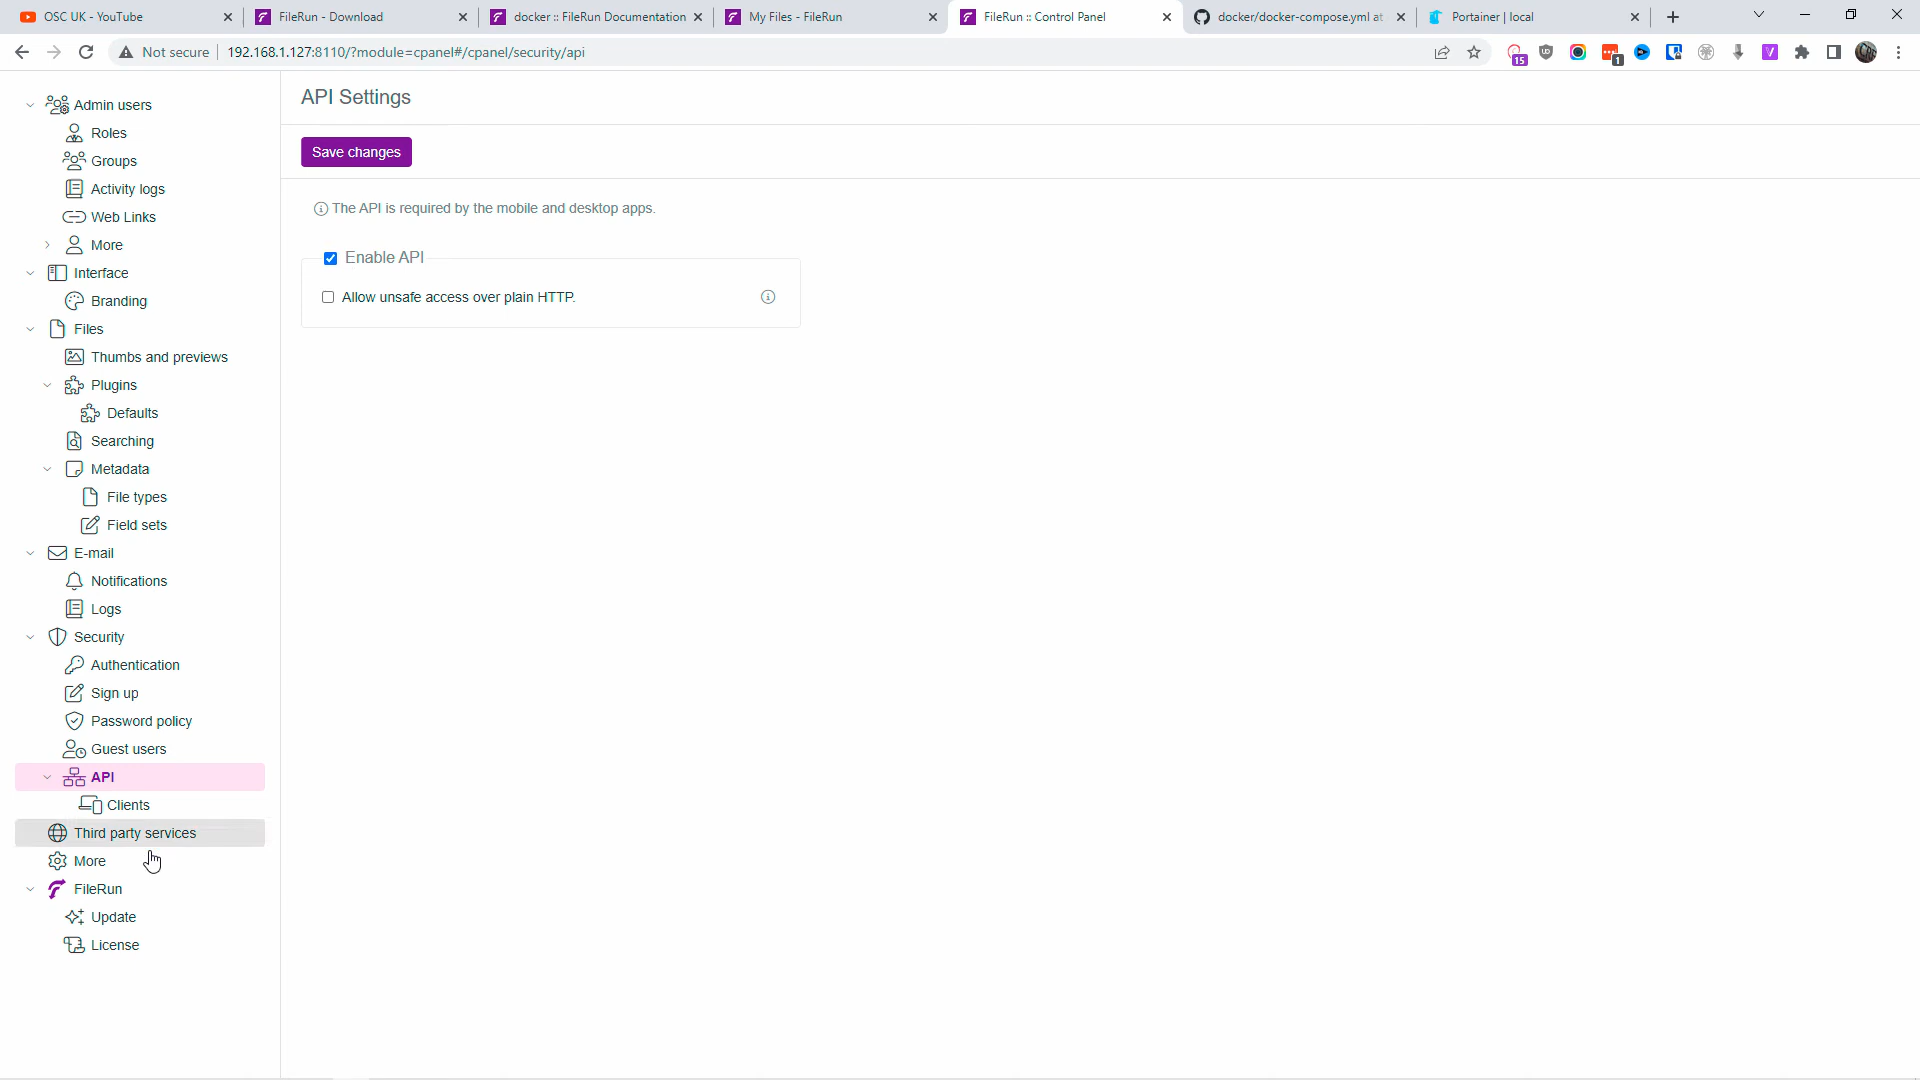 OSC UK - YouTube
FileRun - Download
docker :: FileRun Documentation
My Files - FileRun
FileRun :: Control Panel
docker/docker-compose.yml at
Portainer | local
Not secure
192.168.1.127:8110/?module=cpanel#/cpanel/security/api
15
1
Admin users
Roles
Groups
Activity logs
Web Links
More
Interface
Branding
Files
Thumbs and previews
Plugins
Defaults
Searching
Metadata
File types
Field sets
E-mail
Notifications
Logs
Security
Authentication
Sign up
Password policy
Guest users
API
Clients
Third party services
More
FileRun
Update
License
API Settings
Save changes
The API is required by the mobile and desktop apps.
Enable API
Allow unsafe access over plain HTTP.